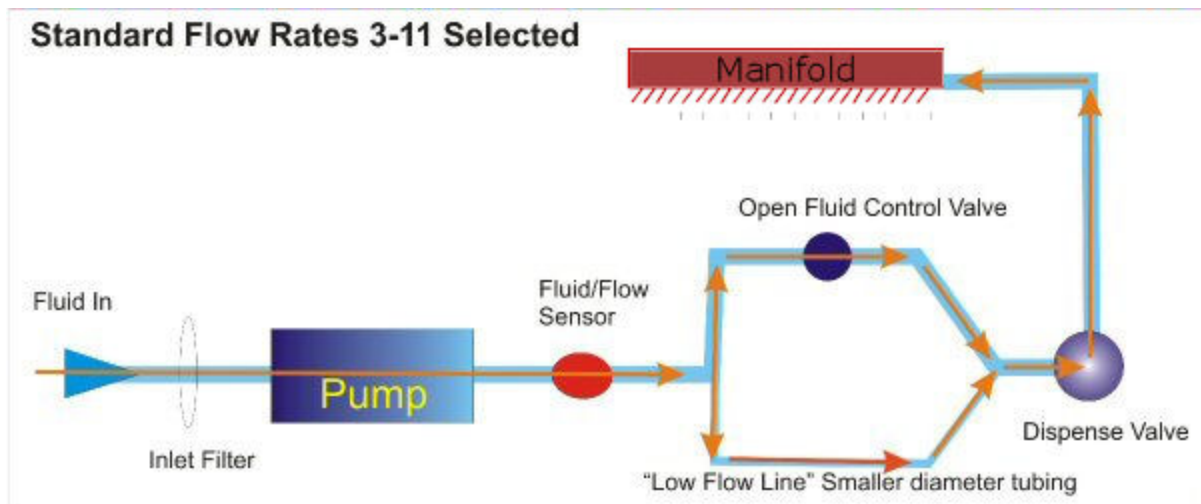 Standard Flow Rates 3-11 Selected
Manifold
Open Fluid Control Valve
Fluid In
Fluid/Flow
Sensor
Pump
Inlet Filter
Dispense Valve
“Low Flow Line” Smaller diameter tubing